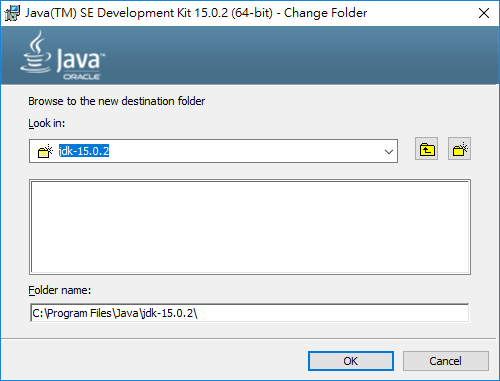 Java(TM) SE Development Kit 15.0.2 (64-bit) - Change Folder
Java
ORACLE
Browse to the new destination folder
Look in:
jdk-15.0.2
Folder name:
C:\Program Files\Java\jdk-15.0.2\
OK
Cancel